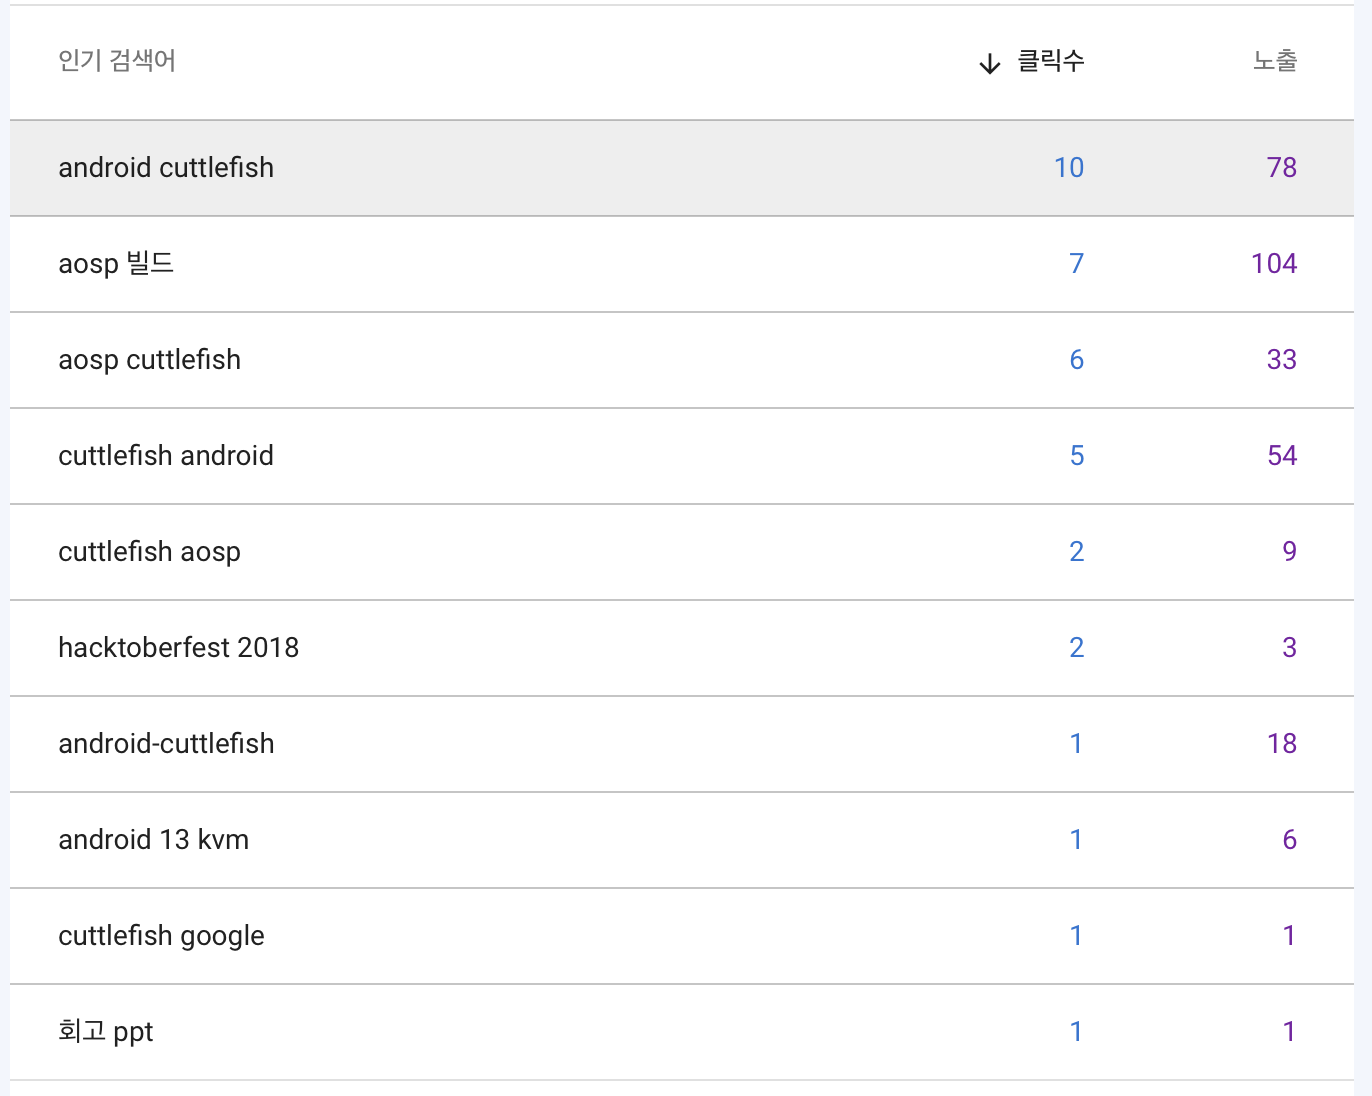 인기 검색어 ↓ 클릭수 노출
android cuttlefish 10 78
aosp 빌드 7 104
aosp cuttlefish 6 33
cuttlefish android 5 54
cuttlefish aosp 2 9
hacktoberfest 2018 2 3
android-cuttlefish 1 18
android 13 kvm 1 6
cuttlefish google 1 1
회고 ppt 1 1